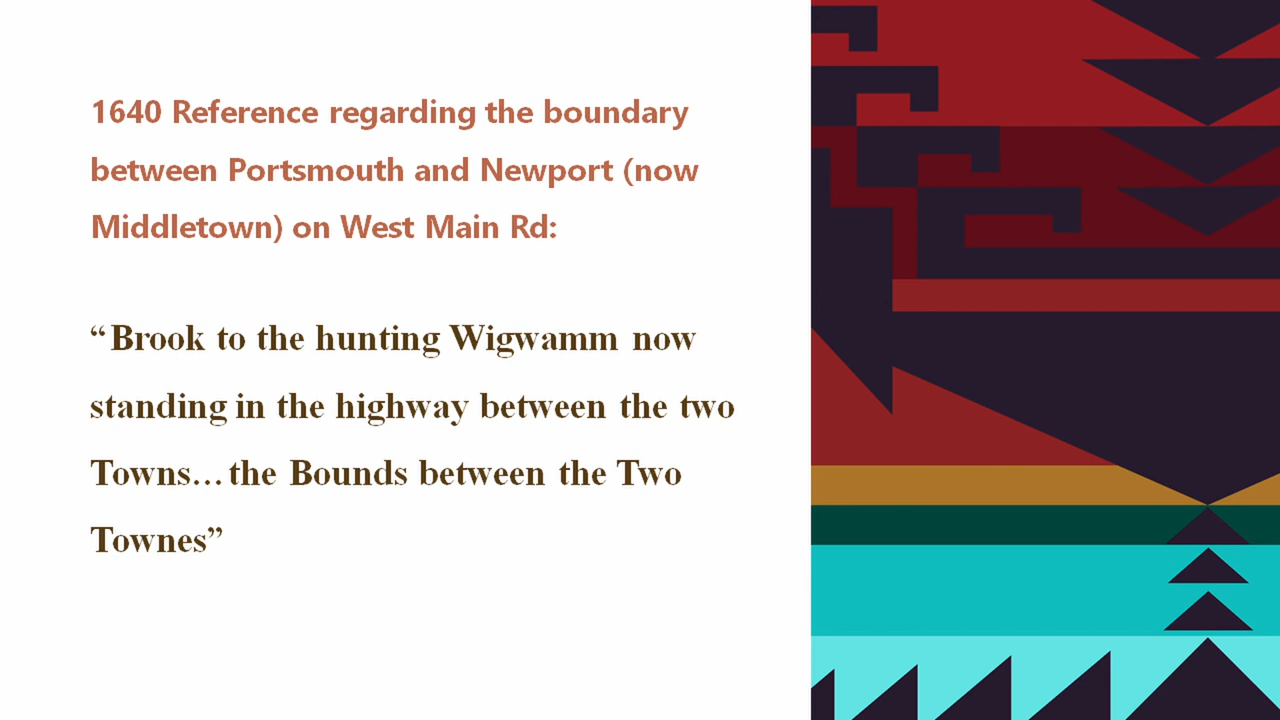 1640 Reference regarding the boundary
between Portsmouth and Newport (now
Middletown) on West Main Rd:
“Brook to the hunting Wigwamm now
standing in the highway between the two
Towns…the Bounds between the Two
Townes”